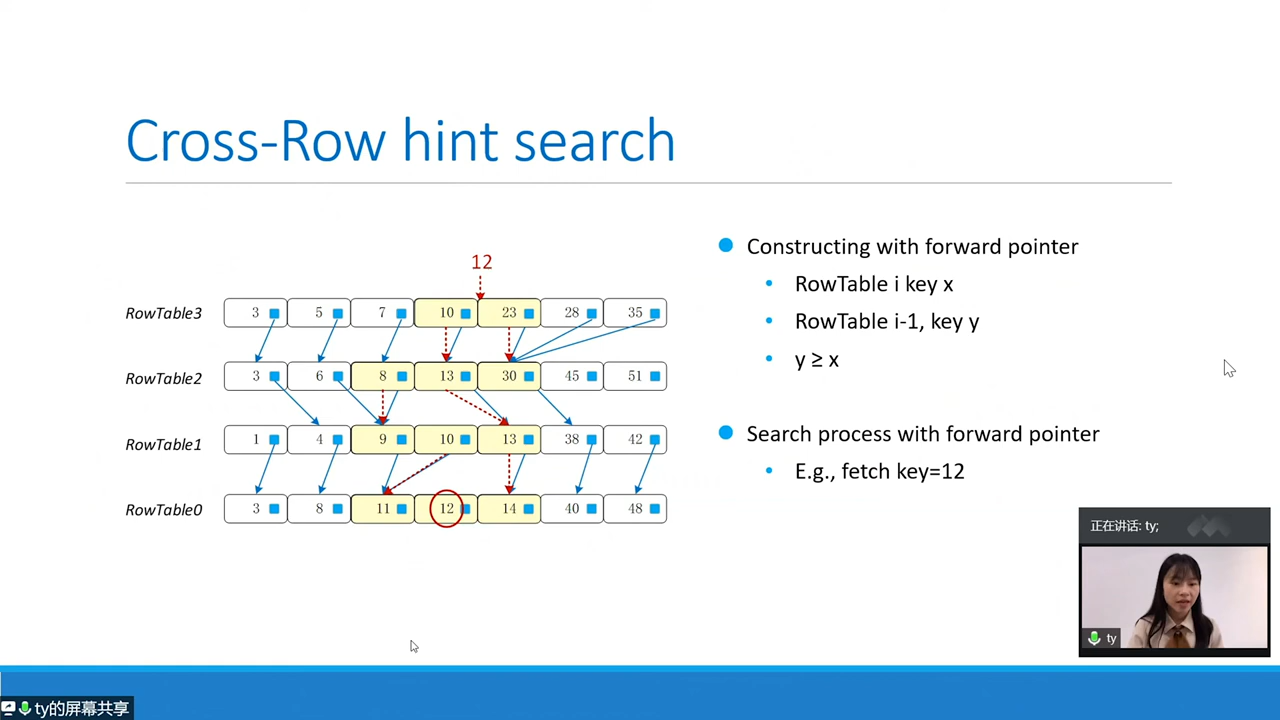 Cross-Row hint search
12
RowTable3 3 5 7 10 23 28 35
RowTable2 3 6 8 13 30 45 51
RowTable1 1 4 9 10 13 38 42
RowTable0 3 8 11 12 14 40 48
Constructing with forward pointer
RowTable i key x
RowTable i-1, key y
y ≥ x
Search process with forward pointer
E.g., fetch key=12
正在讲话: ty;
ty
ty的屏幕共享